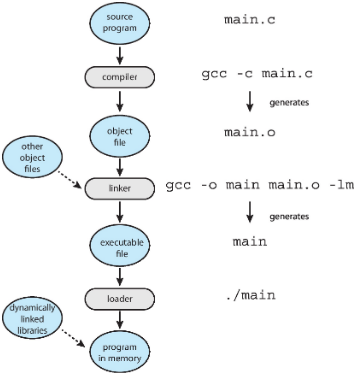 source
program
main.c
compiler
gcc -c main.c
generates
object
file
main.o
other
object
files
linker
gcc -o main main.o -lm
generates
executable
file
main
loader
./main
dynamically
linked
libraries
program
in memory